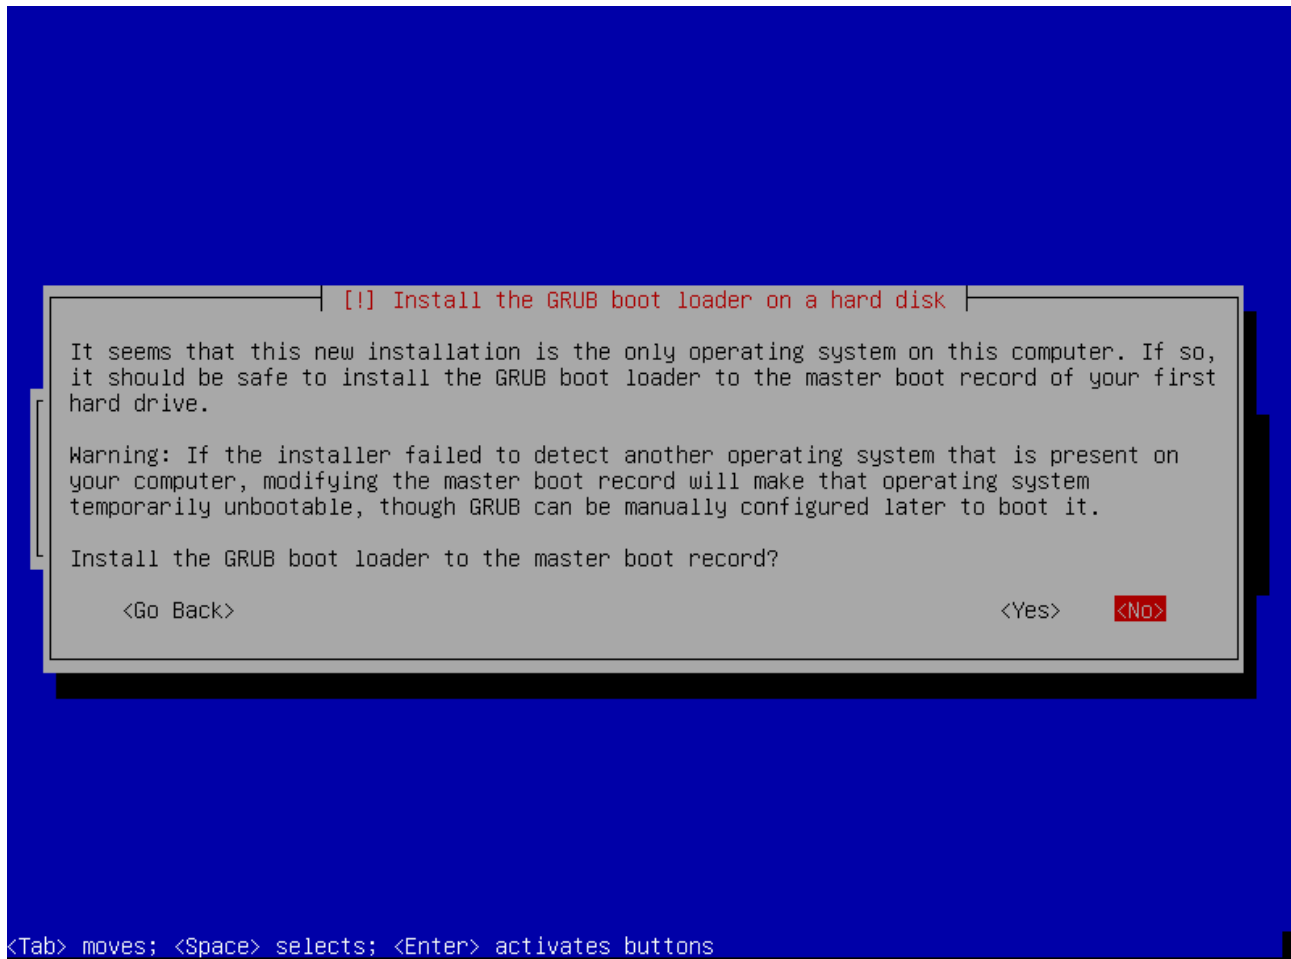 [!] Install the GRUB boot loader on a hard disk
It seems that this new installation is the only operating system on this computer. If so,
it should be safe to install the GRUB boot loader to the master boot record of your first
hard drive.
Warning: If the installer failed to detect another operating system that is present on
your computer, modifying the master boot record will make that operating system
temporarily unbootable, though GRUB can be manually configured later to boot it.
Install the GRUB boot loader to the master boot record?
<Go Back> <Yes> <No>
<Tab> moves; <Space> selects; <Enter> activates buttons